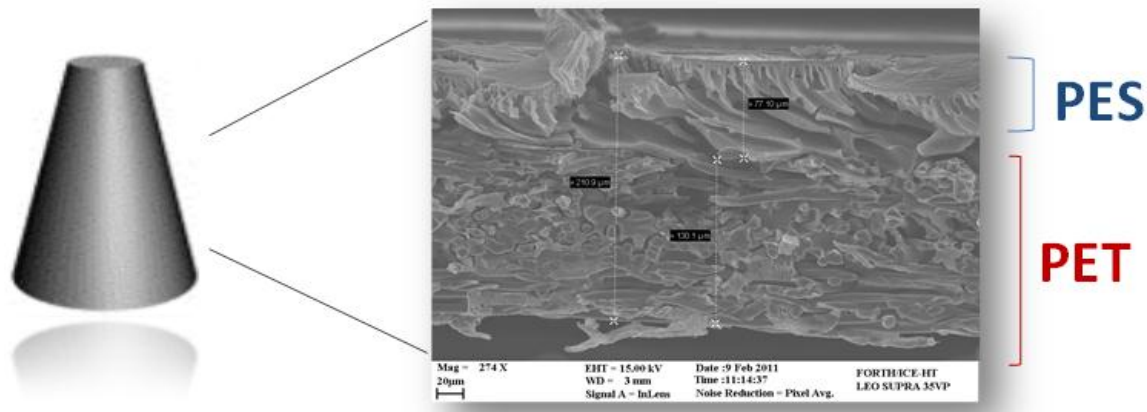 PES
= 77.10 µm
= 210.9 µm
= 130.1 µm
PET
Mag = 274 X
20µm
EHT = 15.00 kV
WD = 3 mm
Signal A = InLens
Date :9 Feb 2011
Time :11:14:37
Noise Reduction = Pixel Avg.
FORTH/ICE-HT
LEO SUPRA 35VP